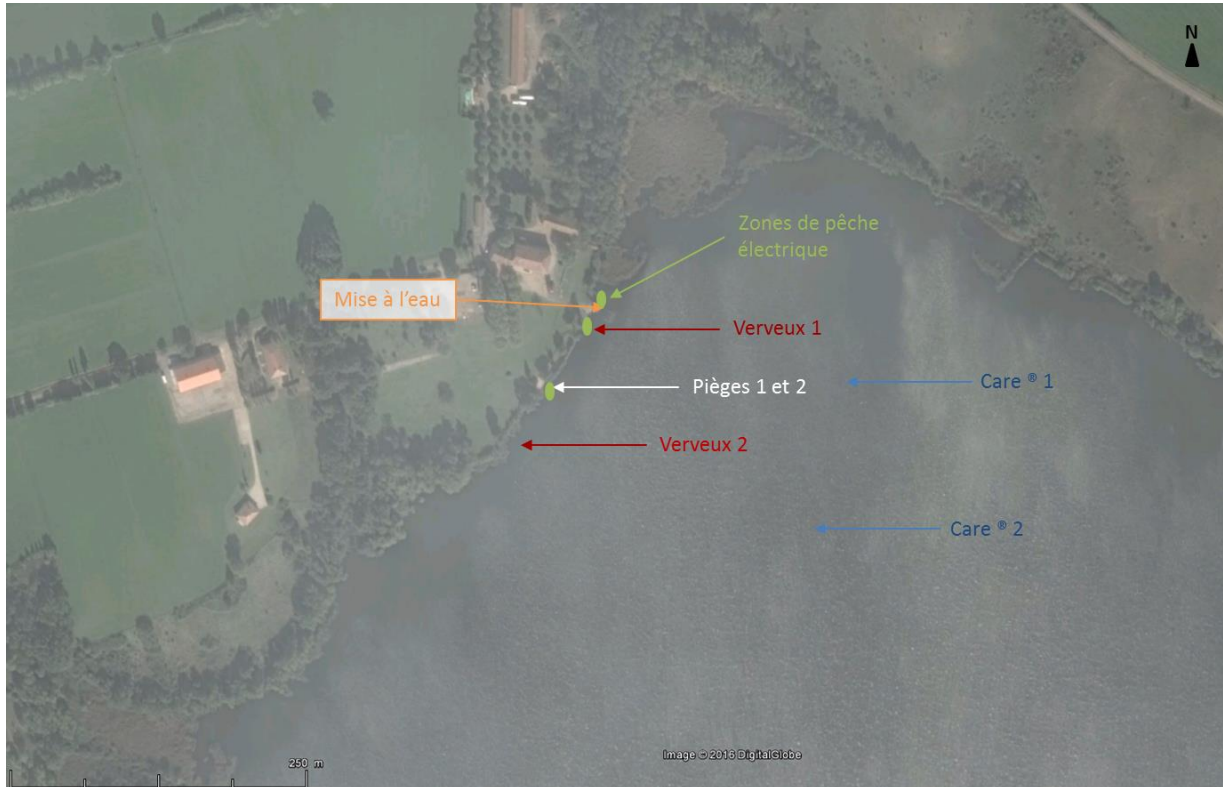 N
Zones de pêche
électrique
Mise à l'eau
Verveux 1
Care ® 1
Pièges 1 et 2
Verveux 2
Care ® 2
Image © 2016 DigitalGlobe
250 m